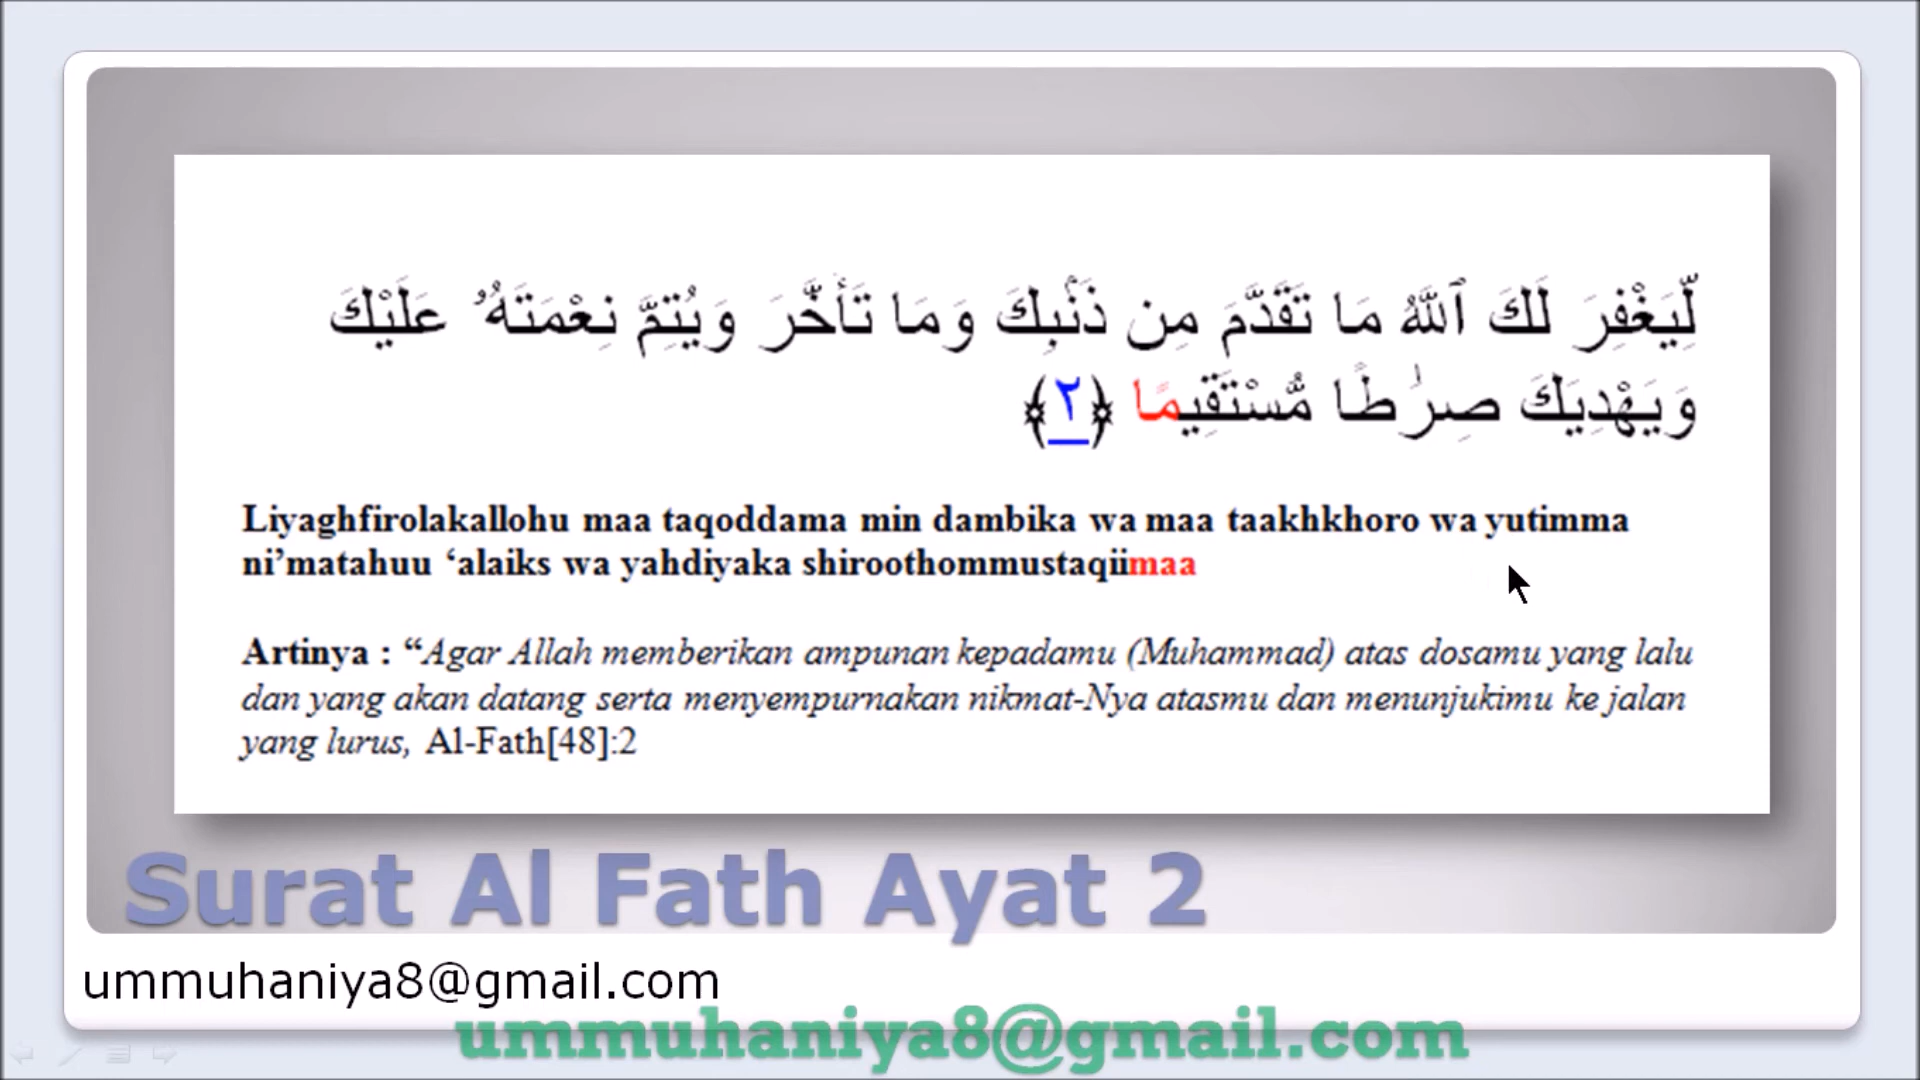 لِّيَغْفِرَ لَكَ ٱللَّهُ مَا تَقَدَّمَ مِن ذَنۢبِكَ وَمَا تَأَخَّرَ وَيُتِمَّ نِعْمَتَهُۥ عَلَيْكَ
وَيَهْدِيَكَ صِرَٰطًا مُّسْتَقِيمًا ﴿٢﴾
Liyaghfirolakallohu maa taqoddama min dambika wa maa taakhkhoro wa yutimma
ni’matahuu ‘alaiks wa yahdiyaka shiroothommustaqiimaa
Artinya : “Agar Allah memberikan ampunan kepadamu (Muhammad) atas dosamu yang lalu
dan yang akan datang serta menyempurnakan nikmat-Nya atasmu dan menunjukimu ke jalan
yang lurus, Al-Fath[48]:2
Surat Al Fath Ayat 2
ummuhaniya8@gmail.com
ummuhaniya8@gmail.com